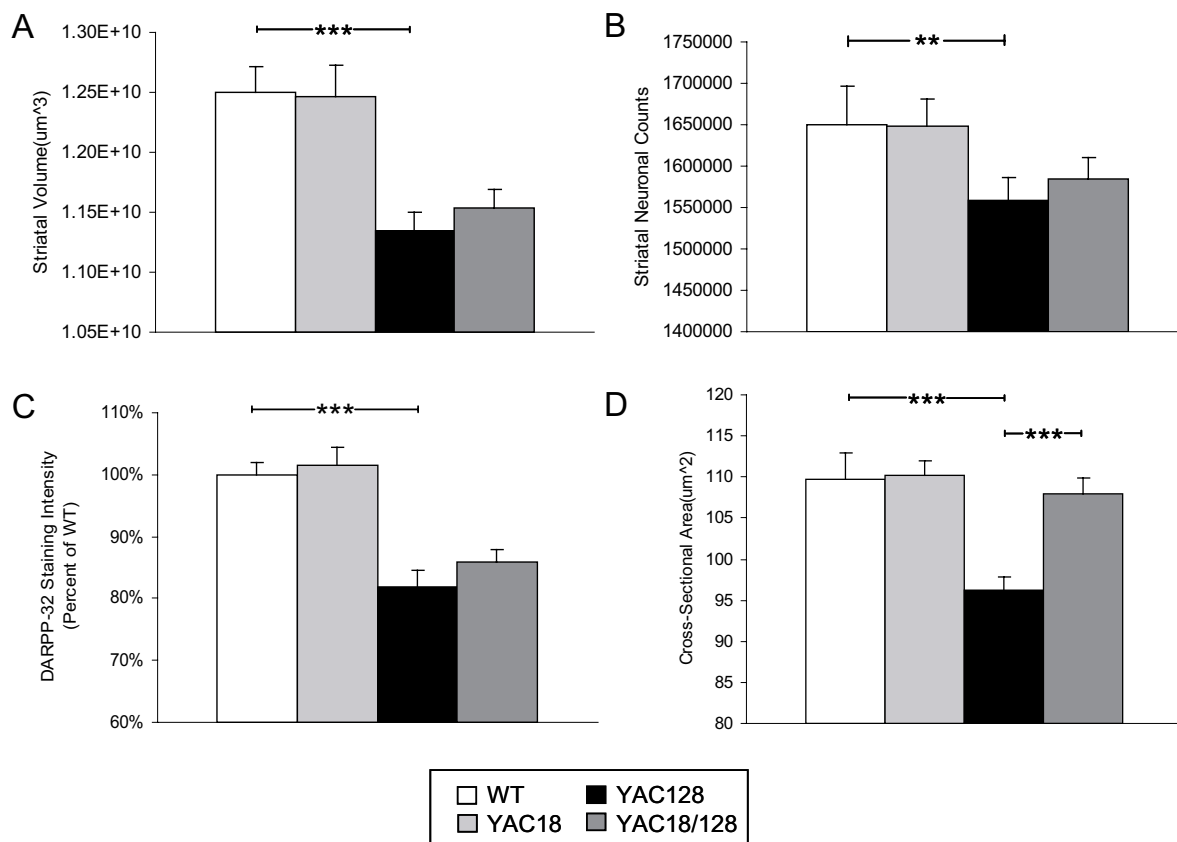 A
1.30E+10
1.25E+10
1.20E+10
1.15E+10
1.10E+10
1.05E+10
Striatal Volume(um^3)
***
B
1750000
1700000
1650000
1600000
1550000
1500000
1450000
1400000
Striatal Neuronal Counts
**
C
110%
100%
90%
80%
70%
60%
DARPP-32 Staining Intensity
(Percent of WT)
***
D
120
115
110
105
100
95
90
85
80
Cross-Sectional Area(um^2)
***
***
WT
YAC128
YAC18
YAC18/128